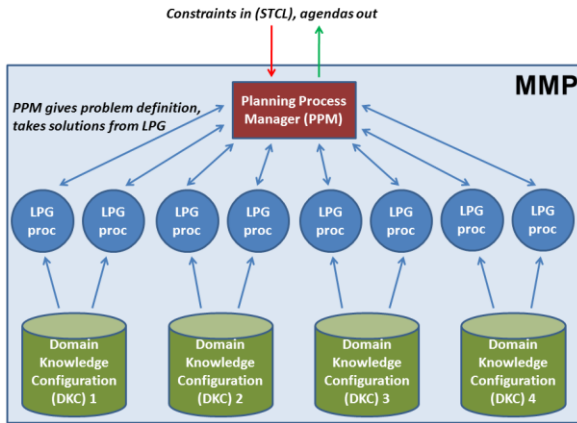 Constraints in (STCL), agendas out
MMP
PPM gives problem definition,
takes solutions from LPG
Planning Process
Manager (PPM)
LPG
proc
LPG
proc
LPG
proc
LPG
proc
LPG
proc
LPG
proc
LPG
proc
LPG
proc
Domain
Knowledge
Configuration
(DKC) 1
Domain
Knowledge
Configuration
(DKC) 2
Domain
Knowledge
Configuration
(DKC) 3
Domain
Knowledge
Configuration
(DKC) 4